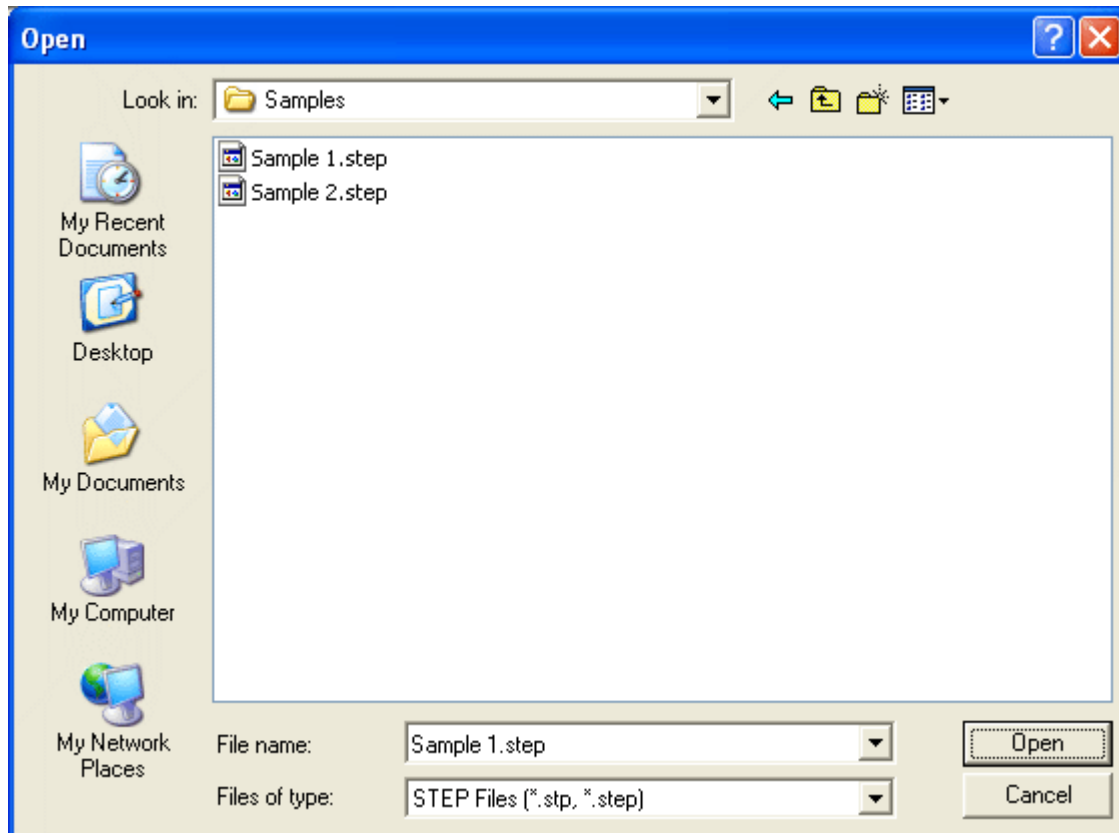 Open
Look in: Samples
Sample 1.step
Sample 2.step
My Recent
Documents
Desktop
My Documents
My Computer
My Network
Places
File name: Sample 1.step Open
Files of type: STEP Files (*.stp, *.step) Cancel